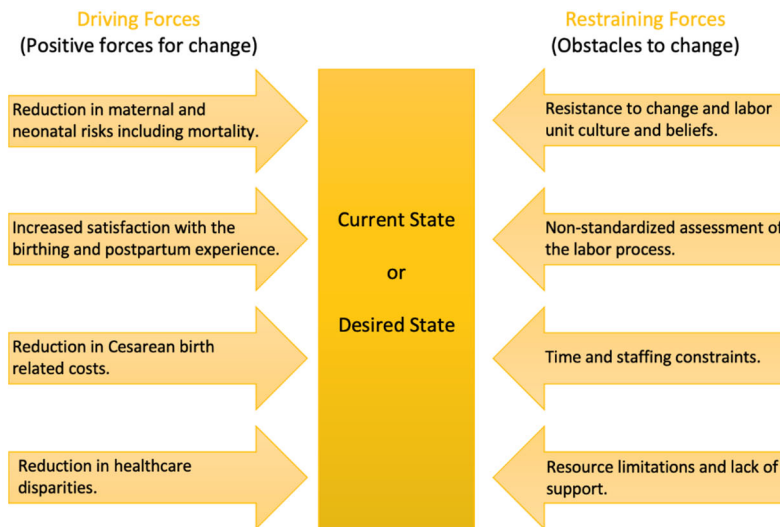 Driving Forces
(Positive forces for change)
Reduction in maternal and
neonatal risks including mortality.
Increased satisfaction with the
birthing and postpartum experience.
Reduction in Cesarean birth
related costs.
Reduction in healthcare
disparities.
Current State
or
Desired State
Restraining Forces
(Obstacles to change)
Resistance to change and labor
unit culture and beliefs.
Non-standardized assessment of
the labor process.
Time and staffing constraints.
Resource limitations and lack of
support.